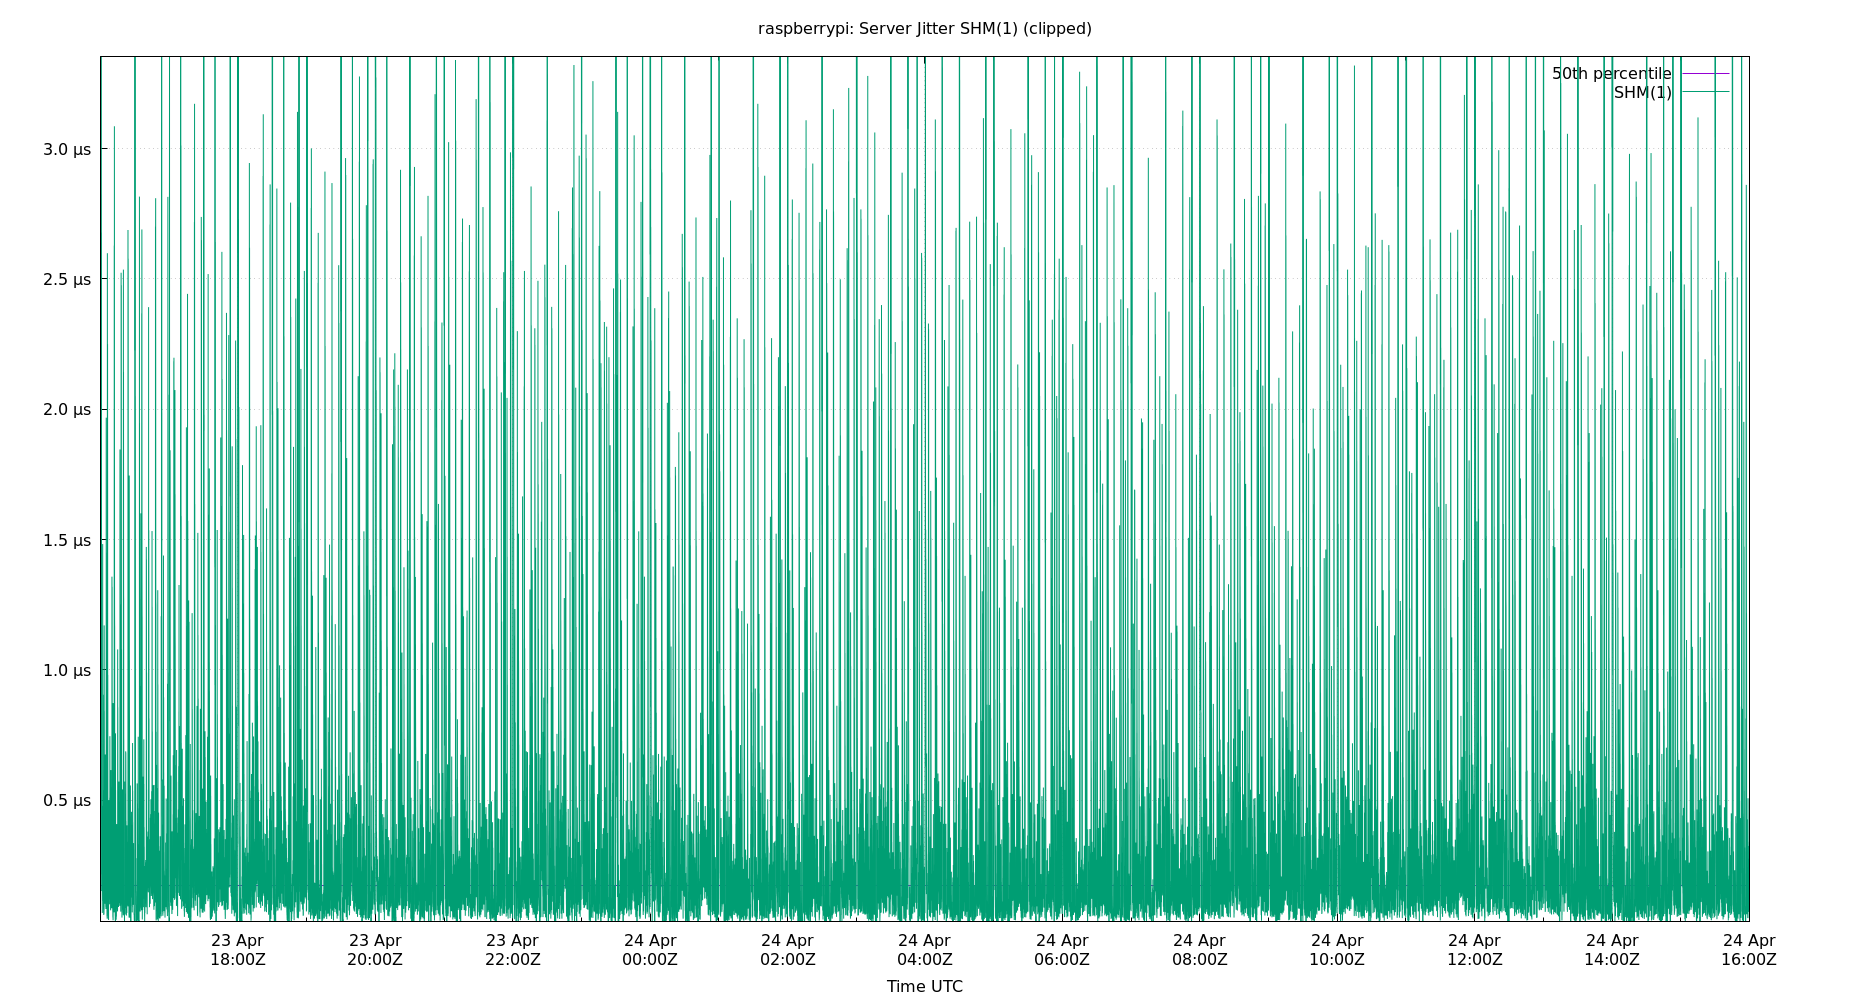 raspberrypi: Server Jitter SHM(1) (clipped)
50th percentile
SHM(1)
3.0 µs
2.5 µs
2.0 µs
1.5 µs
1.0 µs
0.5 µs
23 Apr 23 Apr 23 Apr 24 Apr 24 Apr 24 Apr 24 Apr 24 Apr 24 Apr 24 Apr 24 Apr 24 Apr
18:00Z 20:00Z 22:00Z 00:00Z 02:00Z 04:00Z 06:00Z 08:00Z 10:00Z 12:00Z 14:00Z 16:00Z
Time UTC